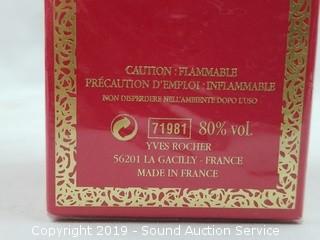 CAUTION : FLAMMABLE
PRÉCAUTION D'EMPLOI : INFLAMMABLE
NON DISPERDERE NELL'AMBIENTE DOPO L'USO
71981 80% vol.
YVES ROCHER
56201 LA GACILLY - FRANCE
MADE IN FRANCE
Copyright 2019 - Sound Auction Service